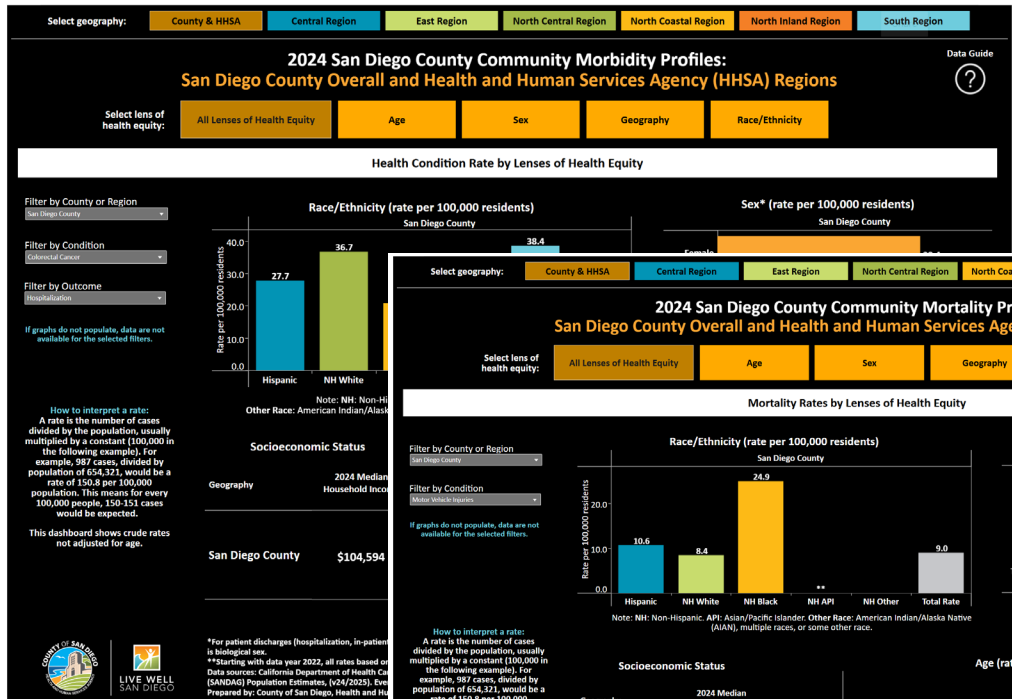 Select geography:
County & HHSA
Central Region
East Region
North Central Region
North Coastal Region
North Inland Region
South Region
2024 San Diego County Community Morbidity Profiles:
San Diego County Overall and Health and Human Services Agency (HHSA) Regions
Data Guide
?
Select lens of
health equity:
All Lenses of Health Equity
Age
Sex
Geography
Race/Ethnicity
Health Condition Rate by Lenses of Health Equity
Filter by County or Region
San Diego County
Filter by Condition
Colorectal Cancer
Filter by Outcome
Hospitalization
If graphs do not populate, data are not
available for the selected filters.
How to interpret a rate:
A rate is the number of cases
divided by the population, usually
multiplied by a constant (100,000 in
the following example). For
example, 987 cases, divided by
population of 654,321, would be a
rate of 150.8 per 100,000
population. This means for every
100,000 people, 150-151 cases
would be expected.
This dashboard shows crude rates
not adjusted for age.
COUNTY OF SAN DIEGO
LIVE WELL
SAN DIEGO
Race/Ethnicity (rate per 100,000 residents)
San Diego County
Rate per 100,000 residents
40.0
30.0
20.0
10.0
0.0
27.7
36.7
38.4
Hispanic
NH White
Note: NH: Non-Hi
Other Race: American Indian/Alask
Sex* (rate per 100,000 residents)
San Diego County
Socioeconomic Status
Geography
2024 Median
Household Inco
San Diego County
$104,594
*For patient discharges (hospitalization, in-patient
is biological sex.
**Starting with data year 2022, all rates based on
Data sources: California Department of Health Ca
(SANDAG) Population Estimates, (v24/2025). Eve
Prepared by: County of San Diego, Health and Hu
Select geography:
County & HHSA
Central Region
East Region
North Central Region
North Coa
2024 San Diego County Community Mortality Pr
San Diego County Overall and Health and Human Services Age
Select lens of
health equity:
All Lenses of Health Equity
Age
Sex
Geography
Mortality Rates by Lenses of Health Equity
Filter by County or Region
San Diego County
Filter by Condition
Motor Vehicle Injuries
If graphs do not populate, data are not
available for the selected filters.
How to interpret a rate:
A rate is the number of cases
divided by the population, usually
multiplied by a constant (100,000 in
the following example). For
example, 987 cases, divided by
population of 654,321, would be a
Race/Ethnicity (rate per 100,000 residents)
San Diego County
Rate per 100,000 residents
20.0
10.0
0.0
10.6
8.4
24.9
**
9.0
Hispanic
NH White
NH Black
NH API
NH Other
Total Rate
Note: NH: Non-Hispanic. API: Asian/Pacific Islander. Other Race: American Indian/Alaska Native
(AIAN), multiple races, or some other race.
Socioeconomic Status
2024 Median
Age (rat